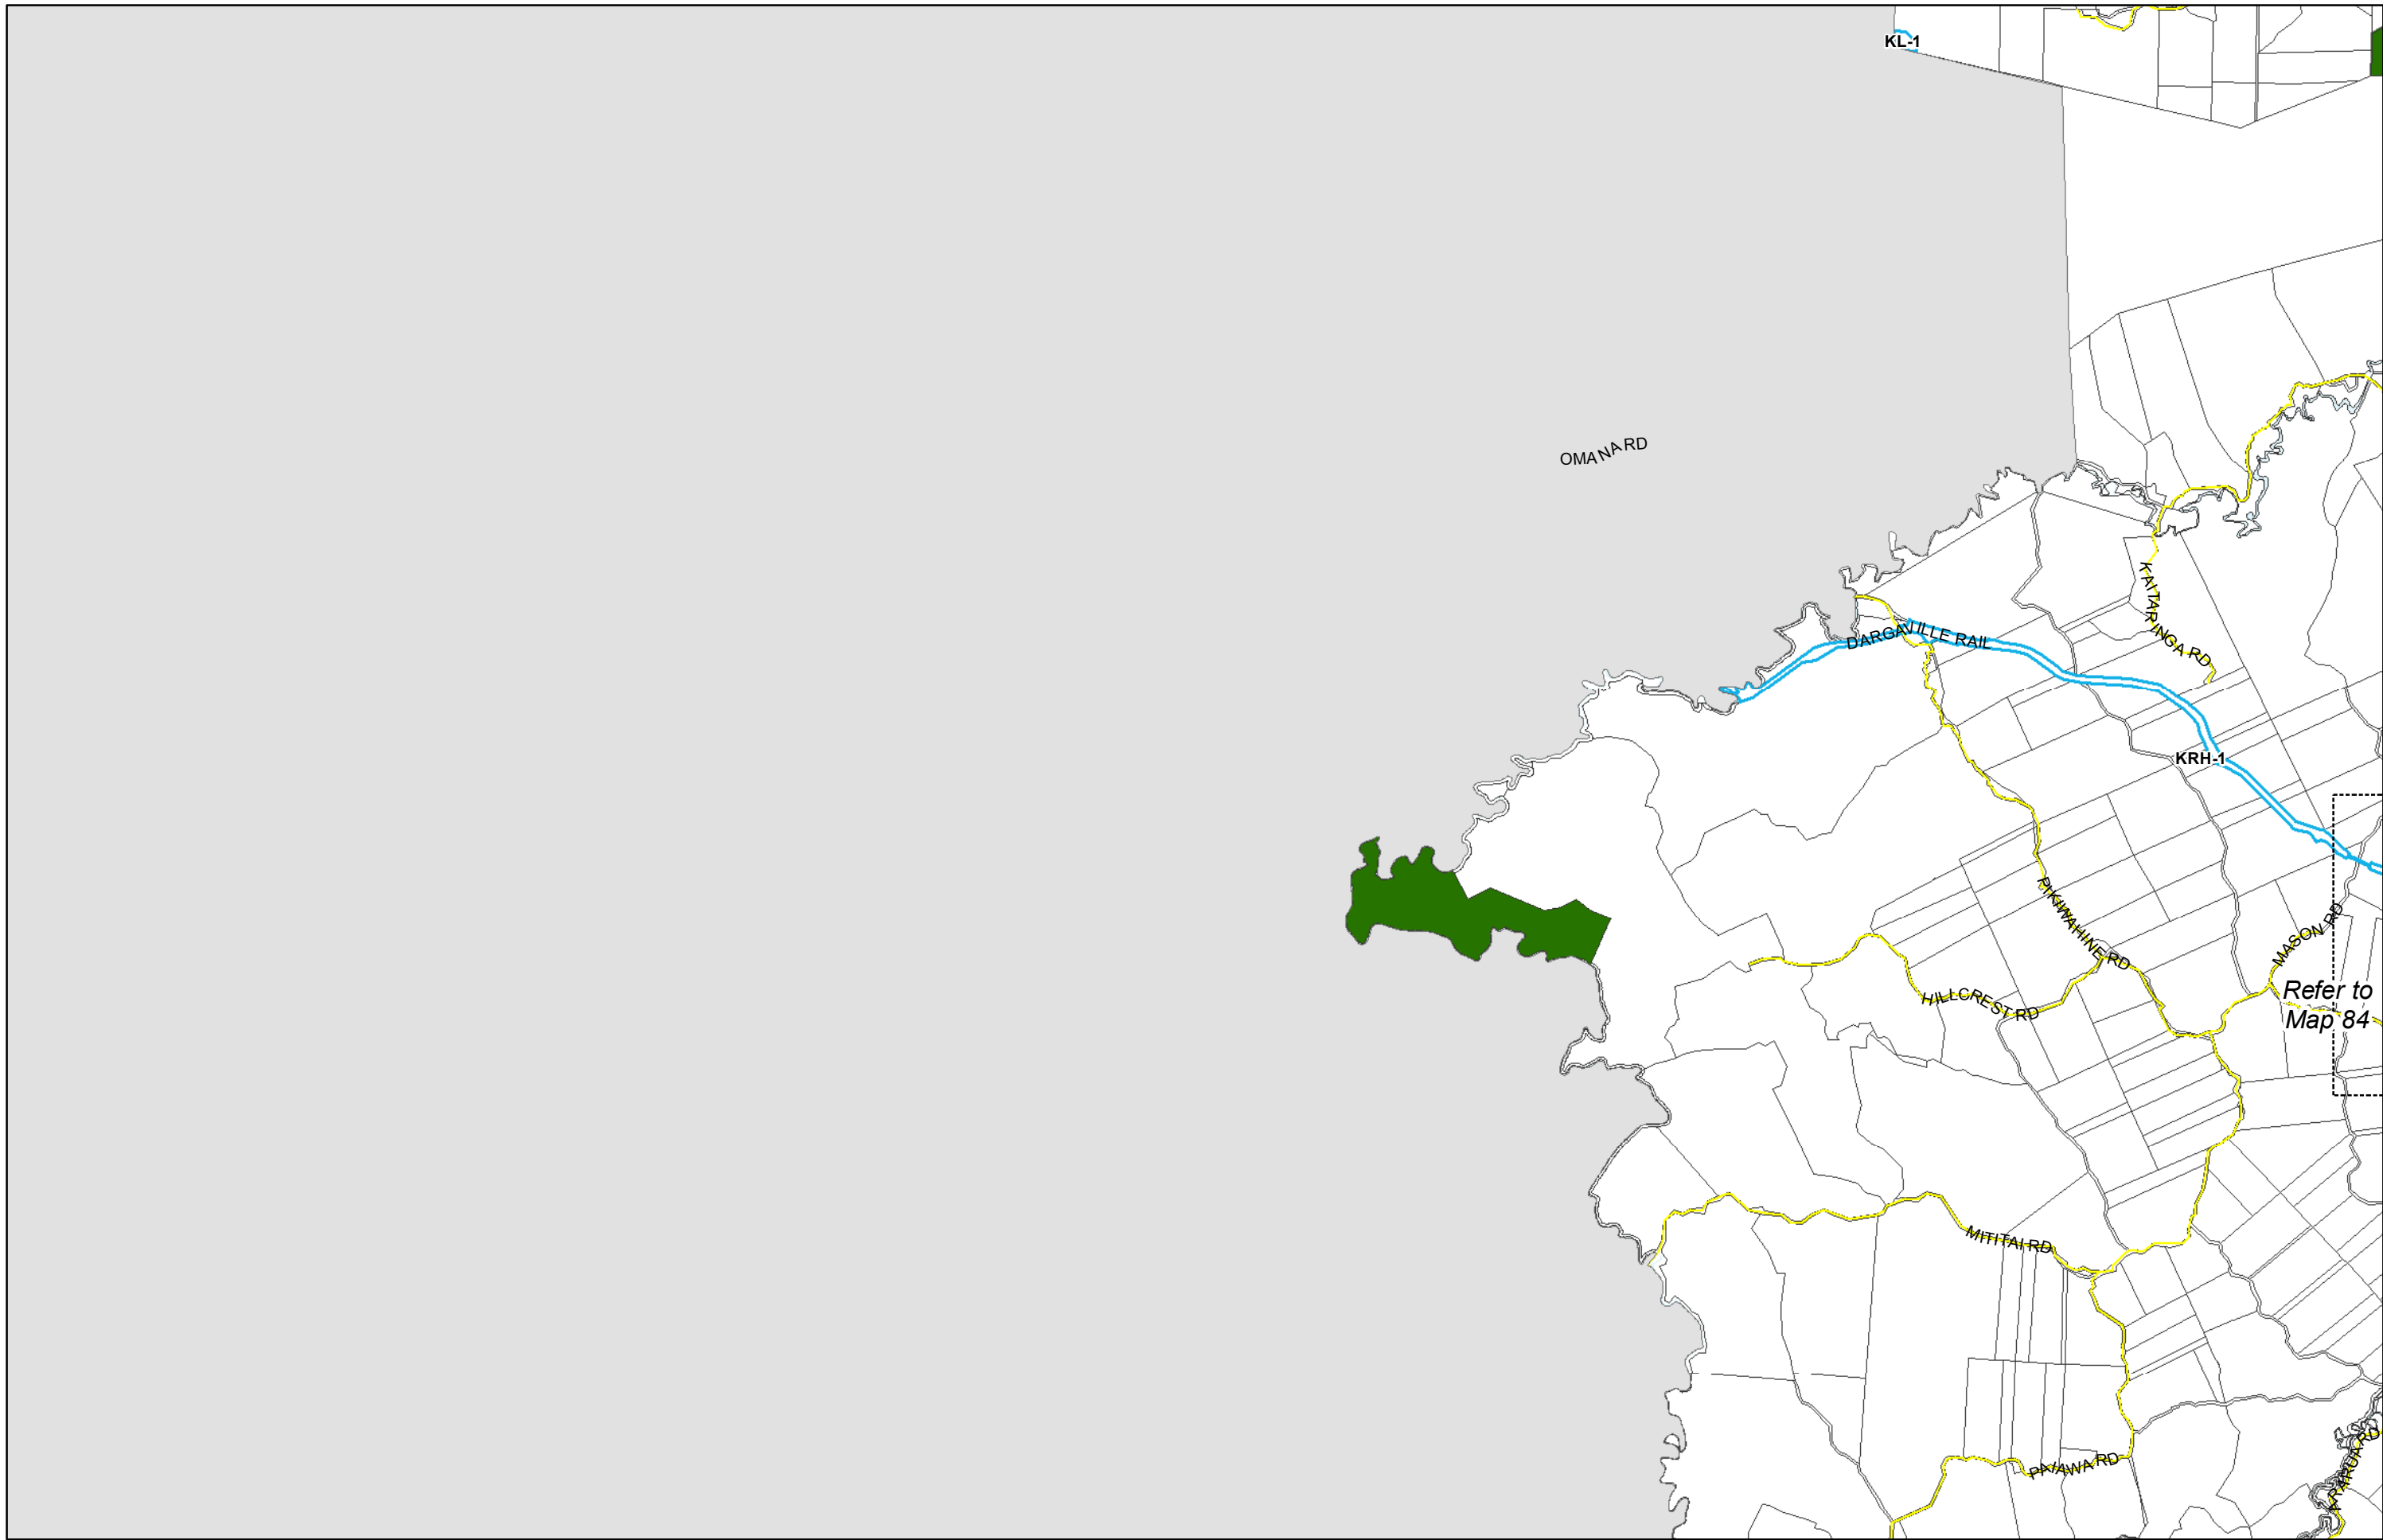 KL-1
OMANA RD
KAITARINGA RD
DARGAVILLE RAIL
KRH-1
PIKIWAHINE RD
MASON RD
HILLCREST RD
Refer to
Map 84
MITITAI RD
PAIAWA RD